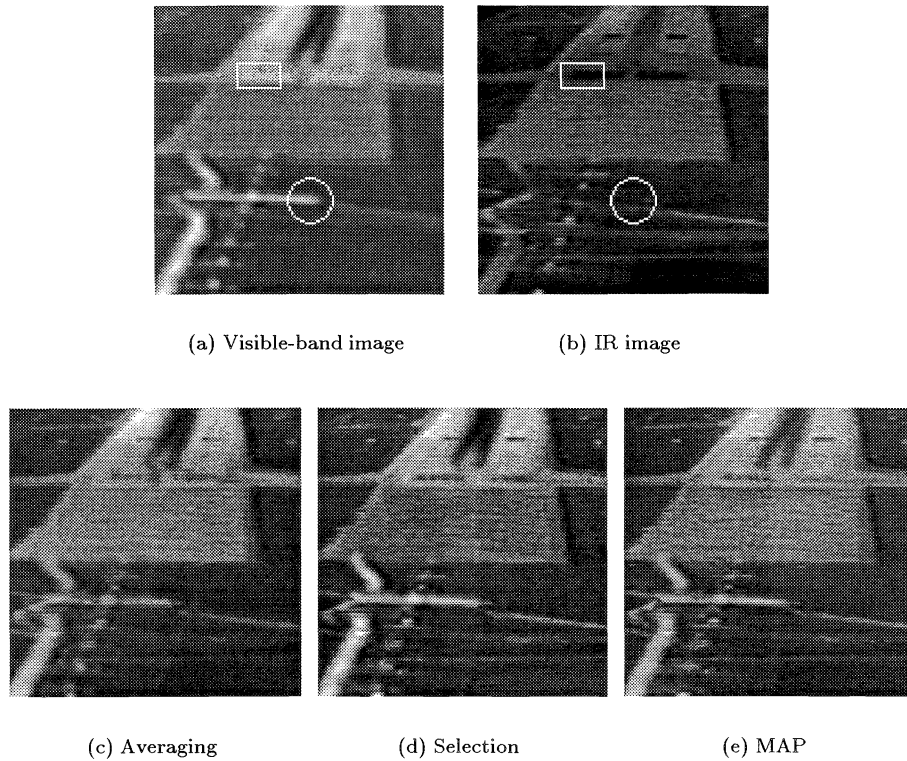 (a) Visible-band image
(b) IR image
(c) Averaging
(d) Selection
(e) MAP